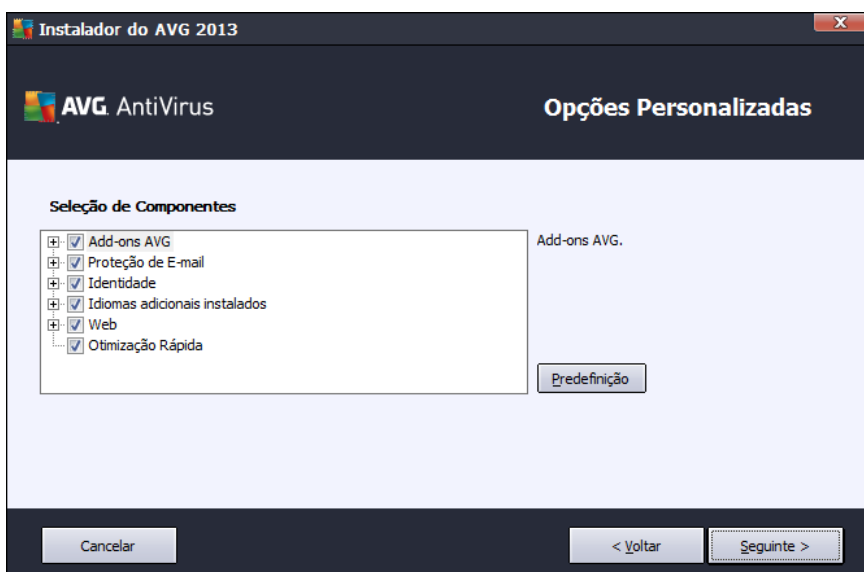 Instalador do AVG 2013
X
AVG. AntiVirus
Opções Personalizadas
Seleção de Componentes
Add-ons AVG
Proteção de E-mail
Identidade
Idiomas adicionais instalados
Web
Otimização Rápida
Add-ons AVG.
Predefinição
Cancelar
< Voltar
Seguinte >